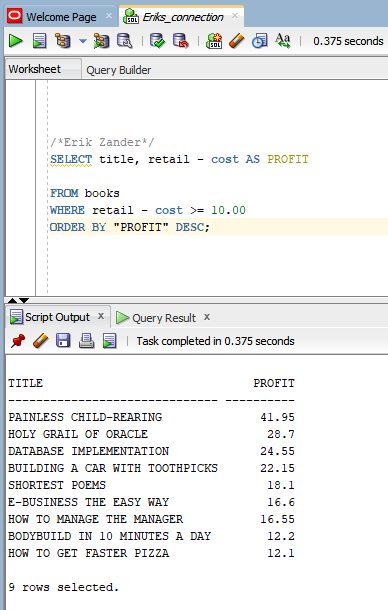 Welcome Page
Eriks_connection
0.375 seconds
Worksheet
Query Builder
/*Erik Zander*/
SELECT title, retail - cost AS PROFIT
FROM books
WHERE retail - cost >= 10.00
ORDER BY "PROFIT" DESC;
Script Output x
Query Result x
Task completed in 0.375 seconds
TITLE PROFIT
------------------------------ ----------
PAINLESS CHILD-REARING 41.95
HOLY GRAIL OF ORACLE 28.7
DATABASE IMPLEMENTATION 24.55
BUILDING A CAR WITH TOOTHPICKS 22.15
SHORTEST POEMS 18.1
E-BUSINESS THE EASY WAY 16.6
HOW TO MANAGE THE MANAGER 16.55
BODYBUILD IN 10 MINUTES A DAY 12.2
HOW TO GET FASTER PIZZA 12.1
9 rows selected.